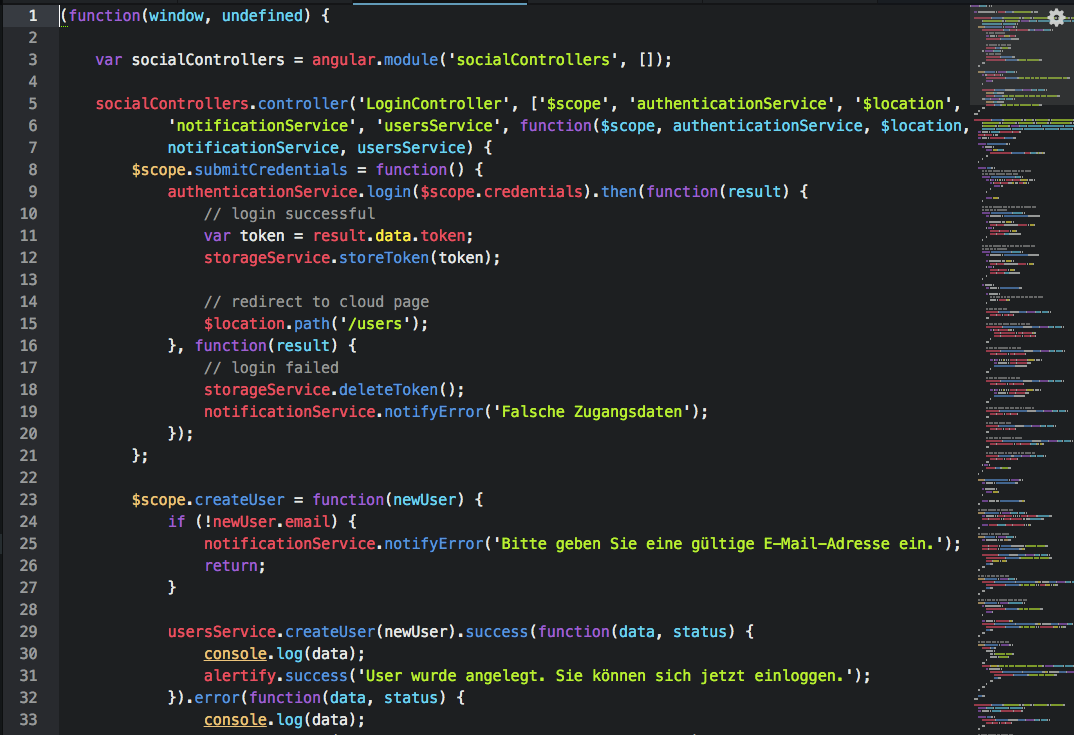 1 (function(window, undefined) {
2
3 var socialControllers = angular.module('socialControllers', []);
4
5 socialControllers.controller('LoginController', ['$scope', 'authenticationService', '$location',
6 'notificationService', 'usersService', function($scope, authenticationService, $location,
7 notificationService, usersService) {
8 $scope.submitCredentials = function() {
9 authenticationService.login($scope.credentials).then(function(result) {
10 // login successful
11 var token = result.data.token;
12 storageService.storeToken(token);
13
14 // redirect to cloud page
15 $location.path('/users');
16 }, function(result) {
17 // login failed
18 storageService.deleteToken();
19 notificationService.notifyError('Falsche Zugangsdaten');
20 });
21 };
22
23 $scope.createUser = function(newUser) {
24 if (!newUser.email) {
25 notificationService.notifyError('Bitte geben Sie eine gültige E-Mail-Adresse ein.');
26 return;
27 }
28
29 usersService.createUser(newUser).success(function(data, status) {
30 console.log(data);
31 alertify.success('User wurde angelegt. Sie können sich jetzt einloggen.');
32 }).error(function(data, status) {
33 console.log(data);